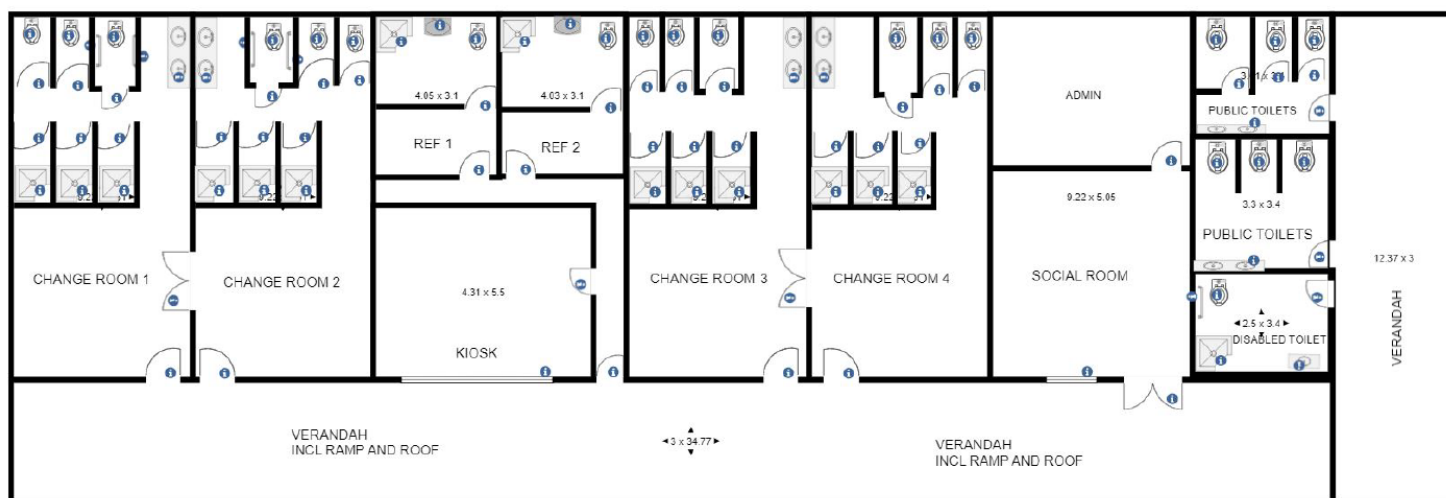 4.05 x 3.1
4.03 x 3.1
ADMIN
PUBLIC TOILETS
REF 1
REF 2
9.22 x 5.05
3.3 x 3.4
PUBLIC TOILETS
CHANGE ROOM 1
CHANGE ROOM 2
4.31 x 5.5
CHANGE ROOM 3
CHANGE ROOM 4
SOCIAL ROOM
12.37 x 3
VERANDAH
2.5 x 3.4
DISABLED TOILET
KIOSK
VERANDAH
INCL RAMP AND ROOF
3 x 34.77
VERANDAH
INCL RAMP AND ROOF